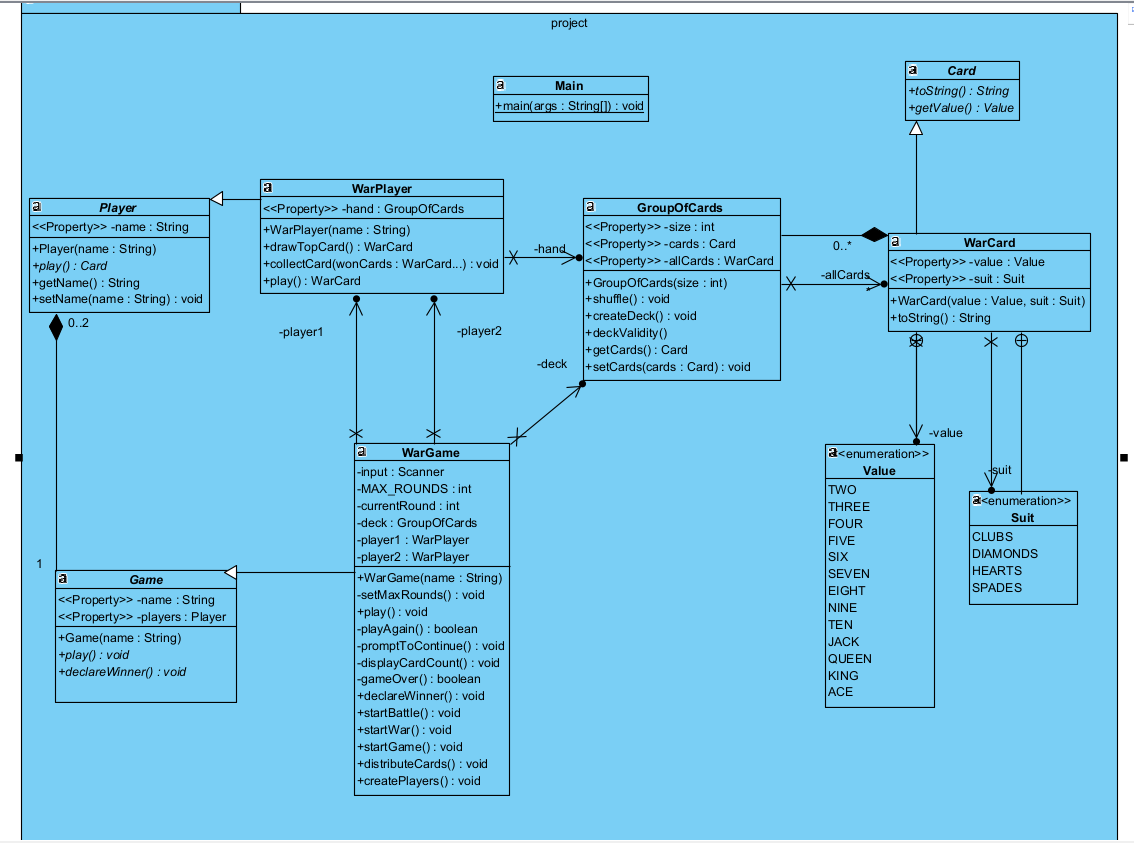 project
Main
+main(args : String[]) : void
Card
+toString() : String
+getValue() : Value
WarPlayer
<<Property>> -hand : GroupOfCards
+WarPlayer(name : String)
+drawTopCard() : WarCard
+collectCard(wonCards : WarCard...) : void
+play() : WarCard
Player
<<Property>> -name : String
+Player(name : String)
+play() : Card
+getName() : String
+setName(name : String) : void
GroupOfCards
<<Property>> -size : int
<<Property>> -cards : Card
<<Property>> -allCards : WarCard
+GroupOfCards(size : int)
+shuffle() : void
+createDeck() : void
+deckValidity()
+getCards() : Card
+setCards(cards : Card) : void
WarCard
<<Property>> -value : Value
<<Property>> -suit : Suit
+WarCard(value : Value, suit : Suit)
+toString() : String
-hand
0..*
-allCards
*
0..2
-player1
-player2
-deck
1
-value
-suit
WarGame
-input : Scanner
-MAX_ROUNDS : int
-currentRound : int
-deck : GroupOfCards
-player1 : WarPlayer
-player2 : WarPlayer
+WarGame(name : String)
-setMaxRounds() : void
+play() : void
-playAgain() : boolean
-promptToContinue() : void
-displayCardCount() : void
-gameOver() : boolean
+declareWinner() : void
+startBattle() : void
+startWar() : void
+startGame() : void
+distributeCards() : void
+createPlayers() : void
Game
<<Property>> -name : String
<<Property>> -players : Player
+Game(name : String)
+play() : void
+declareWinner() : void
<<enumeration>>
Value
TWO
THREE
FOUR
FIVE
SIX
SEVEN
EIGHT
NINE
TEN
JACK
QUEEN
KING
ACE
<<enumeration>>
Suit
CLUBS
DIAMONDS
HEARTS
SPADES